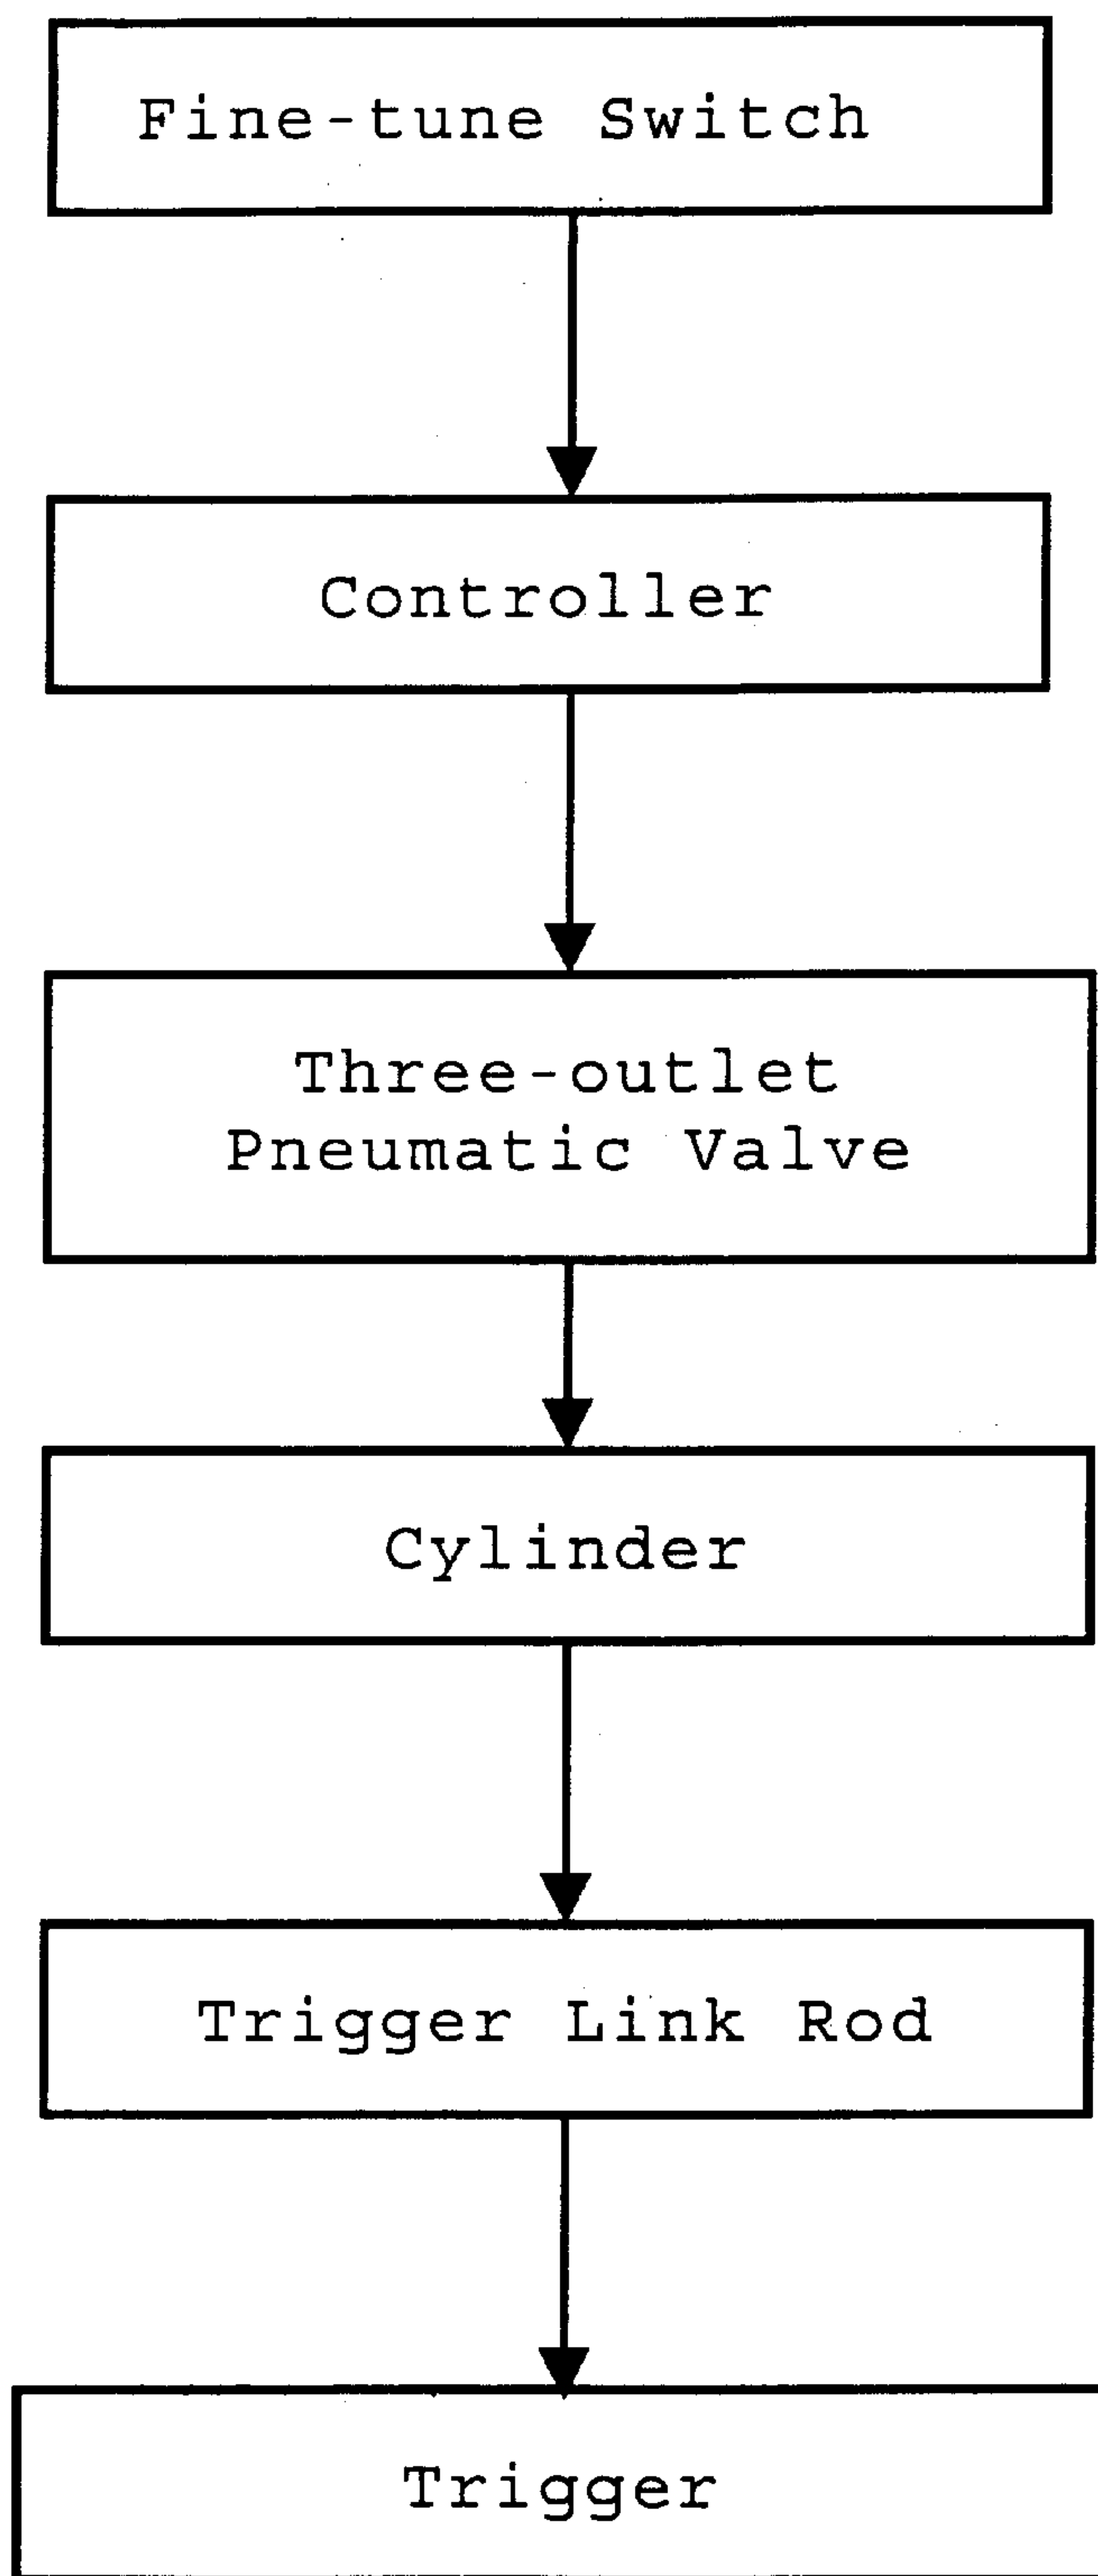 Fine-tune Switch
Controller
Three-outlet
Pneumatic Valve
Cylinder
Trigger Link Rod
Trigger